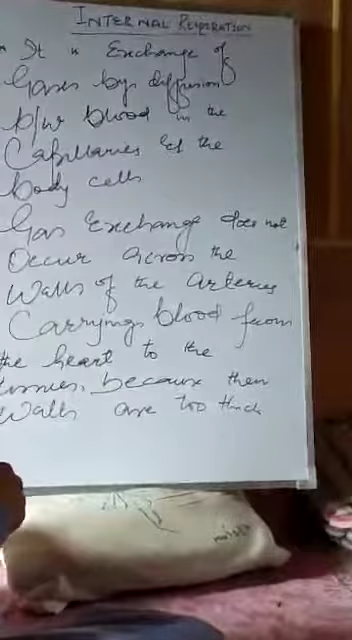 INTERNAL RESPIRATION
It is Exchange of
Gases by diffusion
b/w blood in the
Capillaries & the
body cells
Gas Exchange does not
Occur across the
Walls of the arteries
Carrying blood from
the heart to the
tissues, because their
Walls are too thick